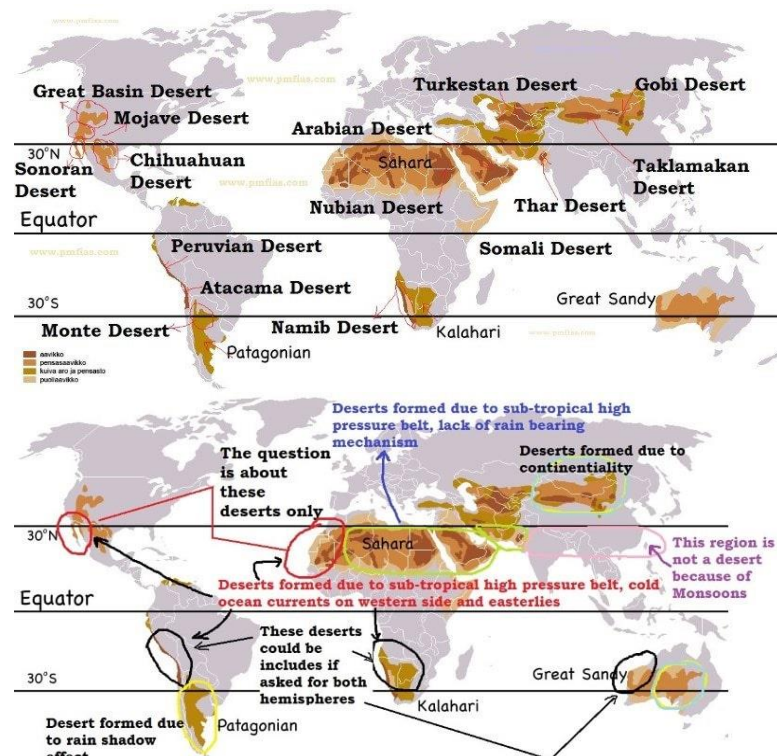 www.pmfias.com
Great Basin Desert
Turkestan Desert
Gobi Desert
Mojave Desert
Arabian Desert
30°N
Sahara
Sonoran
Desert
Chihuahuan
Desert
www.pmfias.com
Taklamakan
Desert
Nubian Desert
Thar Desert
Equator
www.pmfias.com
Peruvian Desert
Somali Desert
Atacama Desert
Great Sandy
30°S
Monte Desert
Namib Desert
Kalahari
www.pmfias.com
Patagonian
aavikko
pensasaavikko
kuiva aro ja pensasto
puoliaavikko
Deserts formed due to sub-tropical high
pressure belt, lack of rain bearing
mechanism
The question
is about
these
deserts only
Deserts formed due to
continentiality
30°N
Sahara
This region is
not a desert
because of
Monsoons
Deserts formed due to sub-tropical high pressure belt, cold
ocean currents on western side and easterlies
Equator
These deserts
could be
includes if
asked for both
hemispheres
Great Sandy
30°S
Kalahari
Patagonian
Desert formed due
to rain shadow